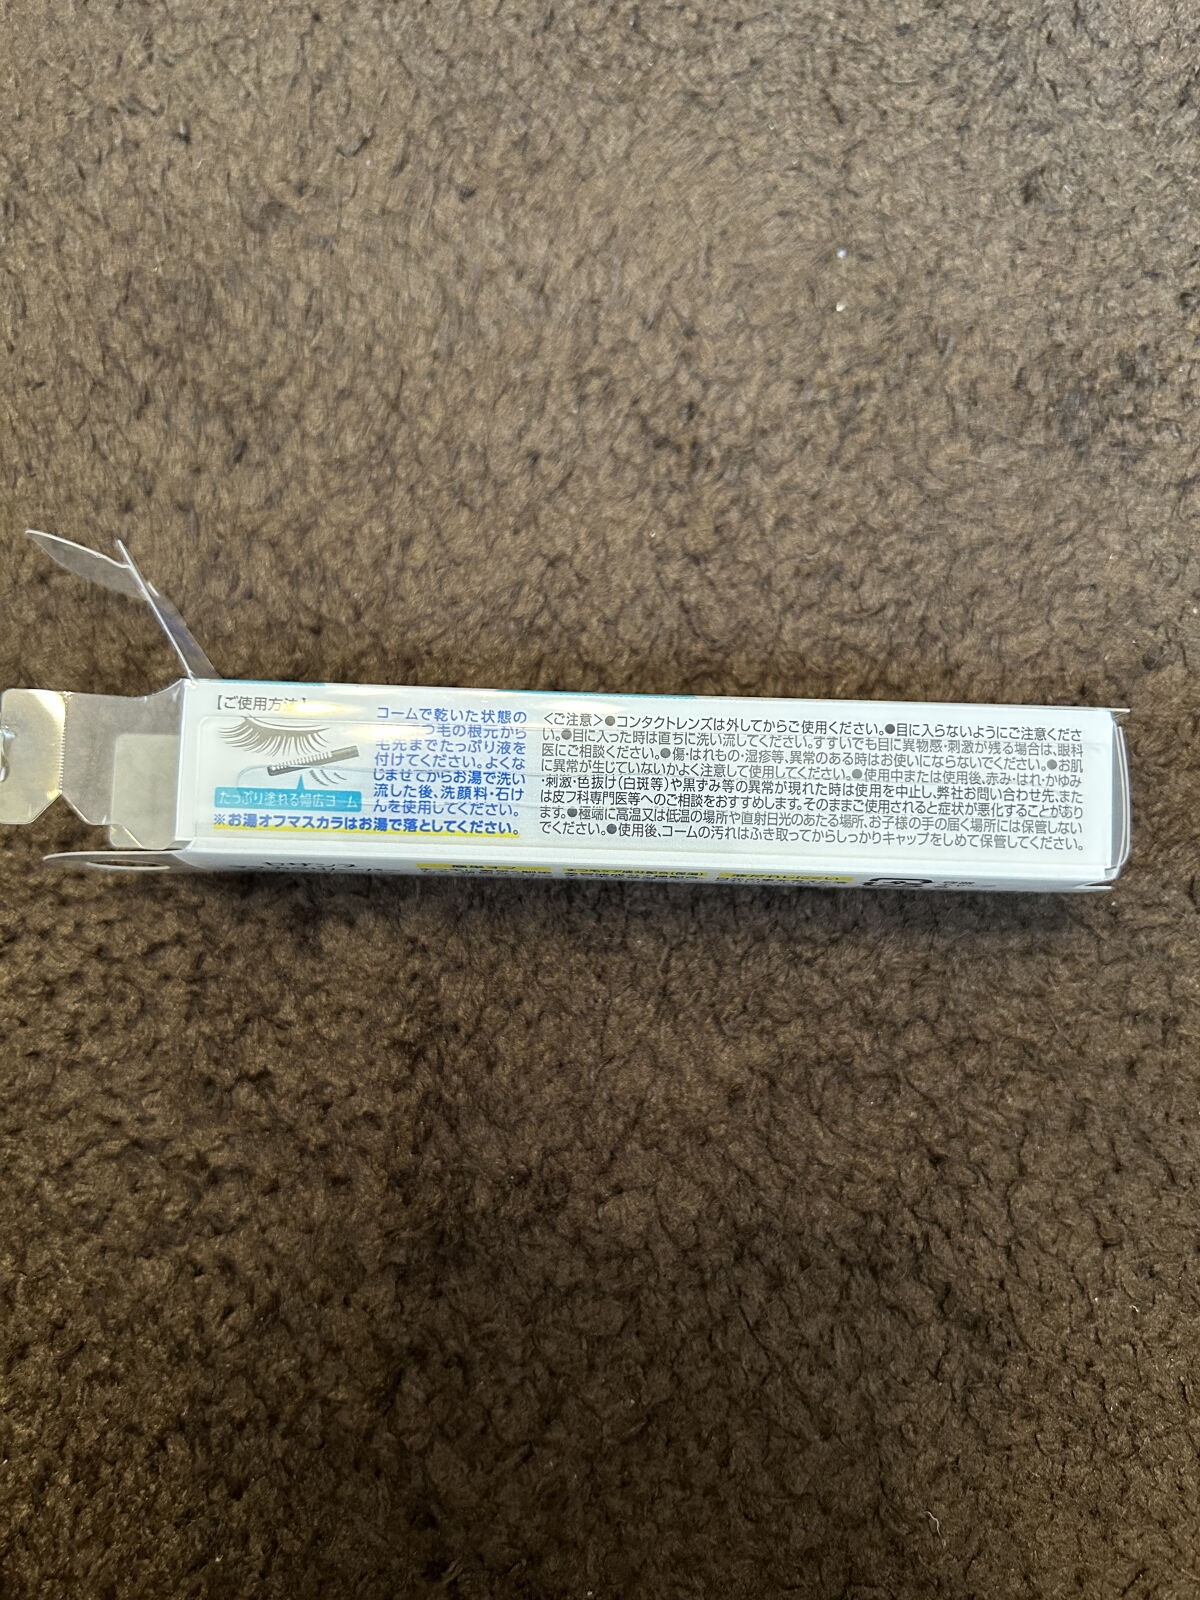 【ご使用方法】
コームで乾いた状態の
つ毛の根元から
毛先までたっぷり液を
付けてください。よくな
じませてからお湯で洗い
流した後、洗顔料・石け
んを使用してください。
たっぷり塗れる幅広コーム
※お湯オフマスカラはお湯で落としてください。
<ご注意>●コンタクトレンズは外してからご使用ください。●目に入らないようにご注意くださ
い。●目に入った時は直ちに洗い流してください。すすいでも目に異物感・刺激が残る場合は、眼科
医にご相談ください。●傷・はれもの・湿疹等、異常のある時はお使いにならないでください。●お肌
に異常が生じていないかよく注意して使用してください。●使用中または使用後、赤み・はれ・かゆみ
・刺激・色抜け(白斑等)や黒ずみ等の異常が現れた時は使用を中止し、弊社お問い合わせ先、また
は皮フ科専門医等へのご相談をおすすめします。そのままご使用されると症状が悪化することがあり
ます。●極端に高温又は低温の場所や直射日光のあたる場所、お子様の手の届く場所には保管しない
でください。●使用後、コームの汚れはふき取ってからしっかりキャップをしめて保管してください。